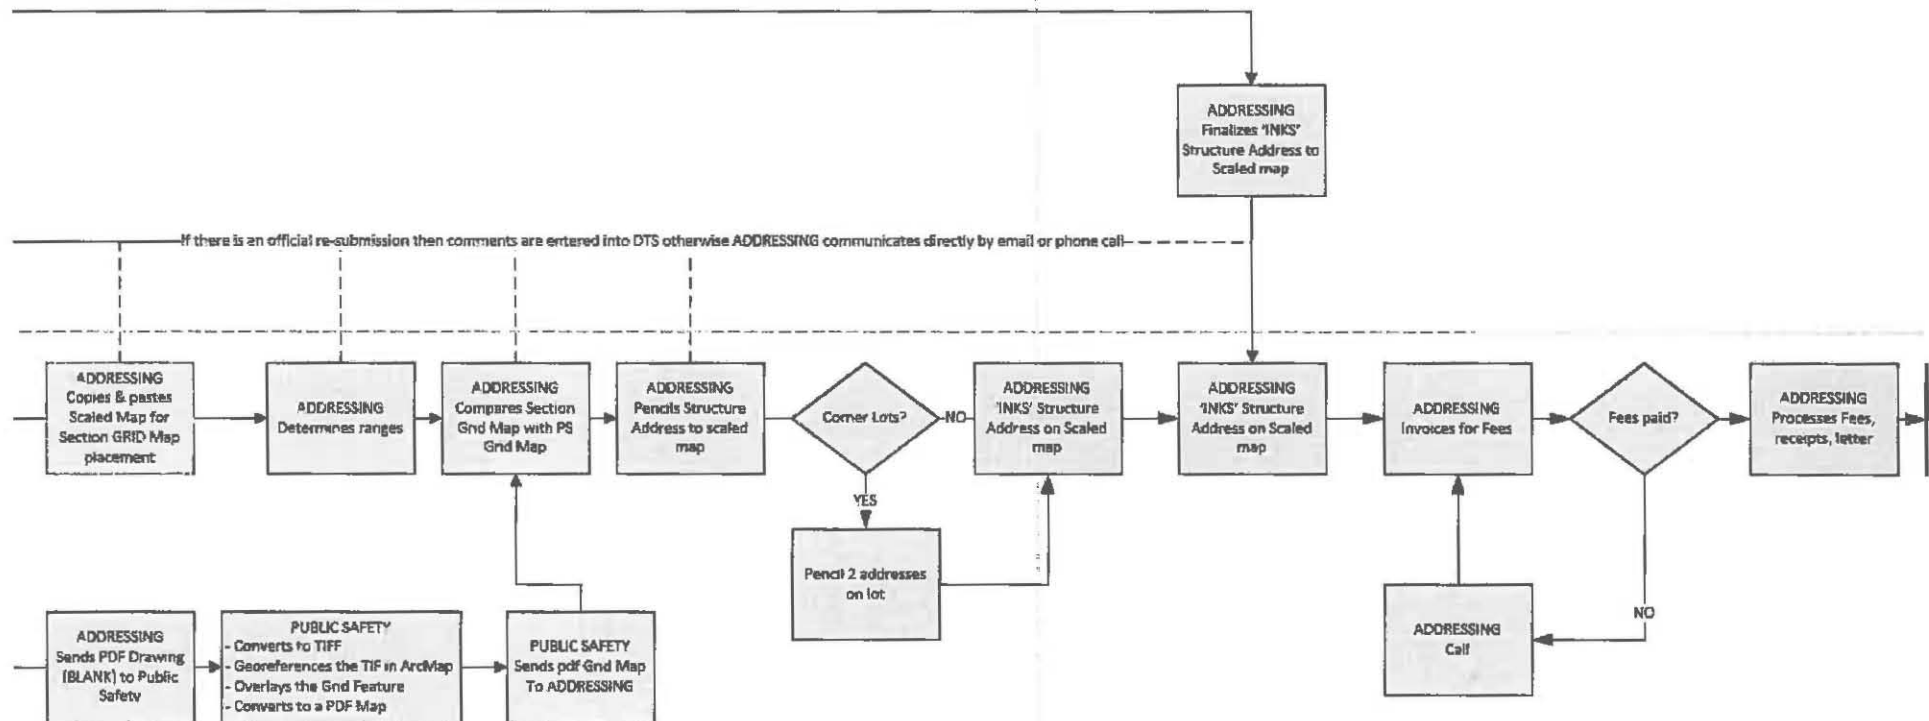 ADDRESSING
Finalizes 'INKS'
Structure Address to
Scaled map
If there is an official re-submission then comments are entered into DTS otherwise ADDRESSING communicates directly by email or phone call
ADDRESSING
Copies & pastes
Scaled Map for
Section GRID Map
placement
ADDRESSING
Determines ranges
ADDRESSING
Compares Section
Grid Map with PS
Grid Map
ADDRESSING
Pencils Structure
Address to scaled
map
Corner Lots?
NO
YES
Pencil 2 addresses
on lot
ADDRESSING
'INKS' Structure
Address on Scaled
map
ADDRESSING
'INKS' Structure
Address on Scaled
map
ADDRESSING
Invoices for Fees
Fees paid?
NO
ADDRESSING
Call
ADDRESSING
Processes Fees,
receipts, letter
ADDRESSING
Sends PDF Drawing
(BLANK) to Public
Safety
PUBLIC SAFETY
- Converts to TIFF
- Georeferences the TIF in ArcMap
- Overlays the Grid Feature
- Converts to a PDF Map
PUBLIC SAFETY
Sends pdf Grid Map
To ADDRESSING